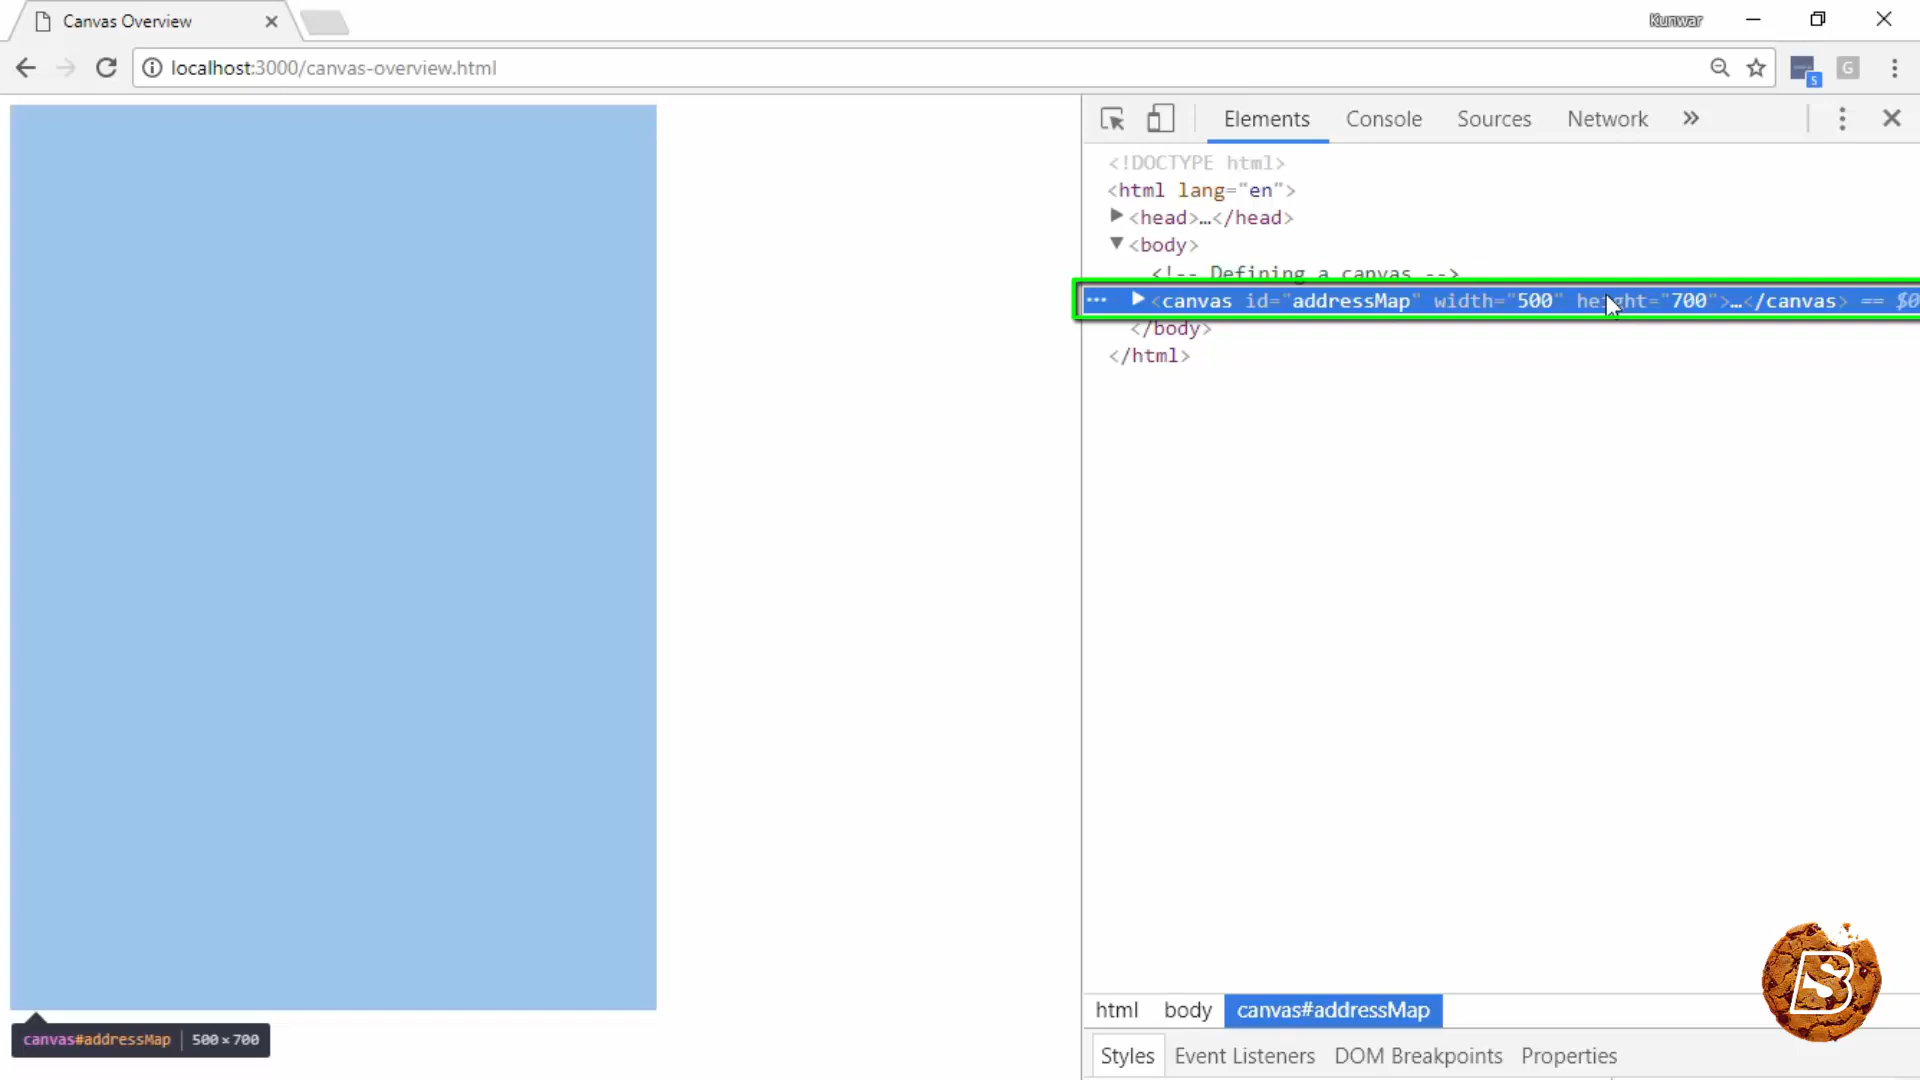 Canvas Overview
Kunwar
localhost:3000/canvas-overview.html
S
G
Elements Console Sources Network »
<!DOCTYPE html>
<html lang="en">
<head>…</head>
<body>
<!-- Defining a canvas -->
… <canvas id="addressMap" width="500" height="700">…</canvas> == $0
</body>
</html>
BS
html body canvas#addressMap
canvas#addressMap | 500×700
Styles Event Listeners DOM Breakpoints Properties